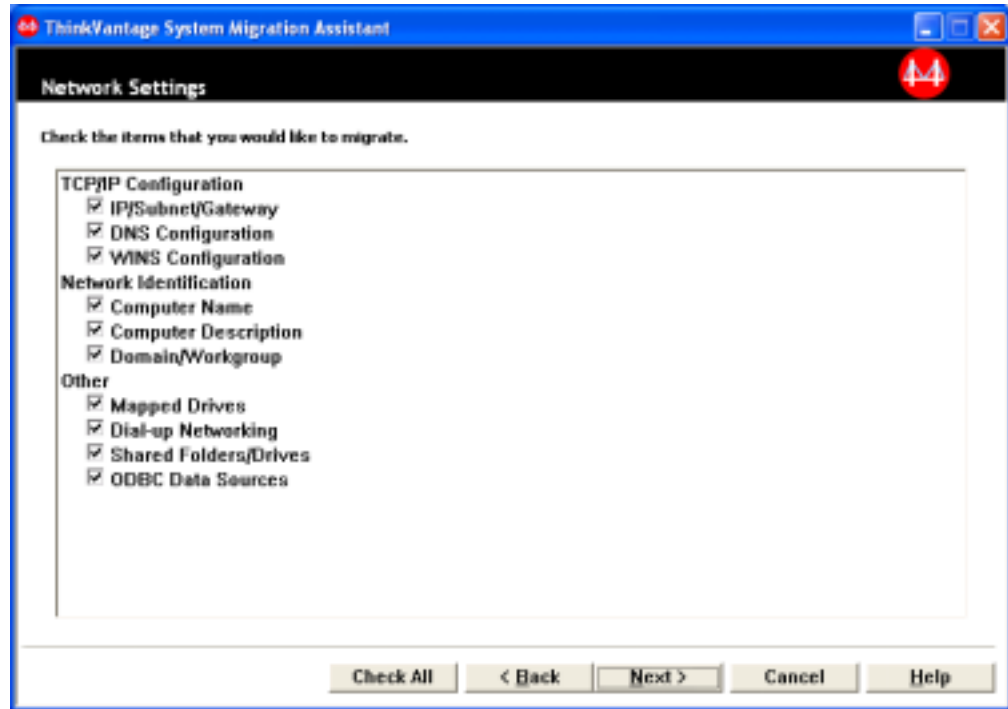 ThinkVantage System Migration Assistant
Network Settings
Check the items that you would like to migrate.
TCP/IP Configuration
IP/Subnet/Gateway
DNS Configuration
WINS Configuration
Network Identification
Computer Name
Computer Description
Domain/Workgroup
Other
Mapped Drives
Dial-up Networking
Shared Folders/Drives
ODBC Data Sources
Check All
< Back
Next >
Cancel
Help